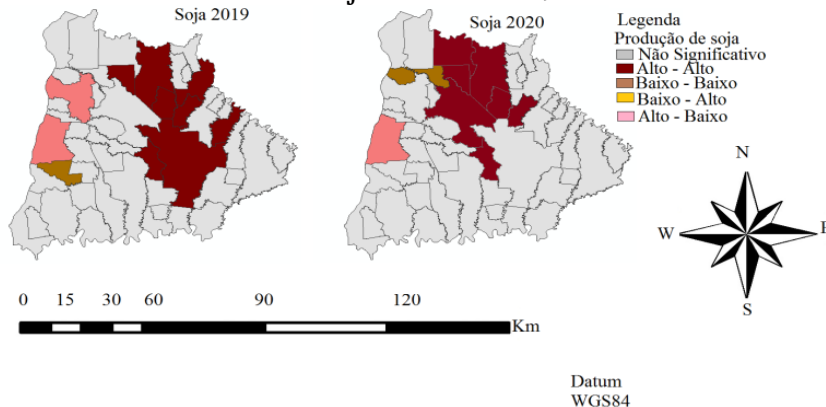 Soja 2019
Soja 2020
Legenda
Produção de soja
Não Significativo
Alto - Alto
Baixo - Baixo
Baixo - Alto
Alto - Baixo
N
W
E
S
0 15 30 60 90 120
Km
Datum
WGS84